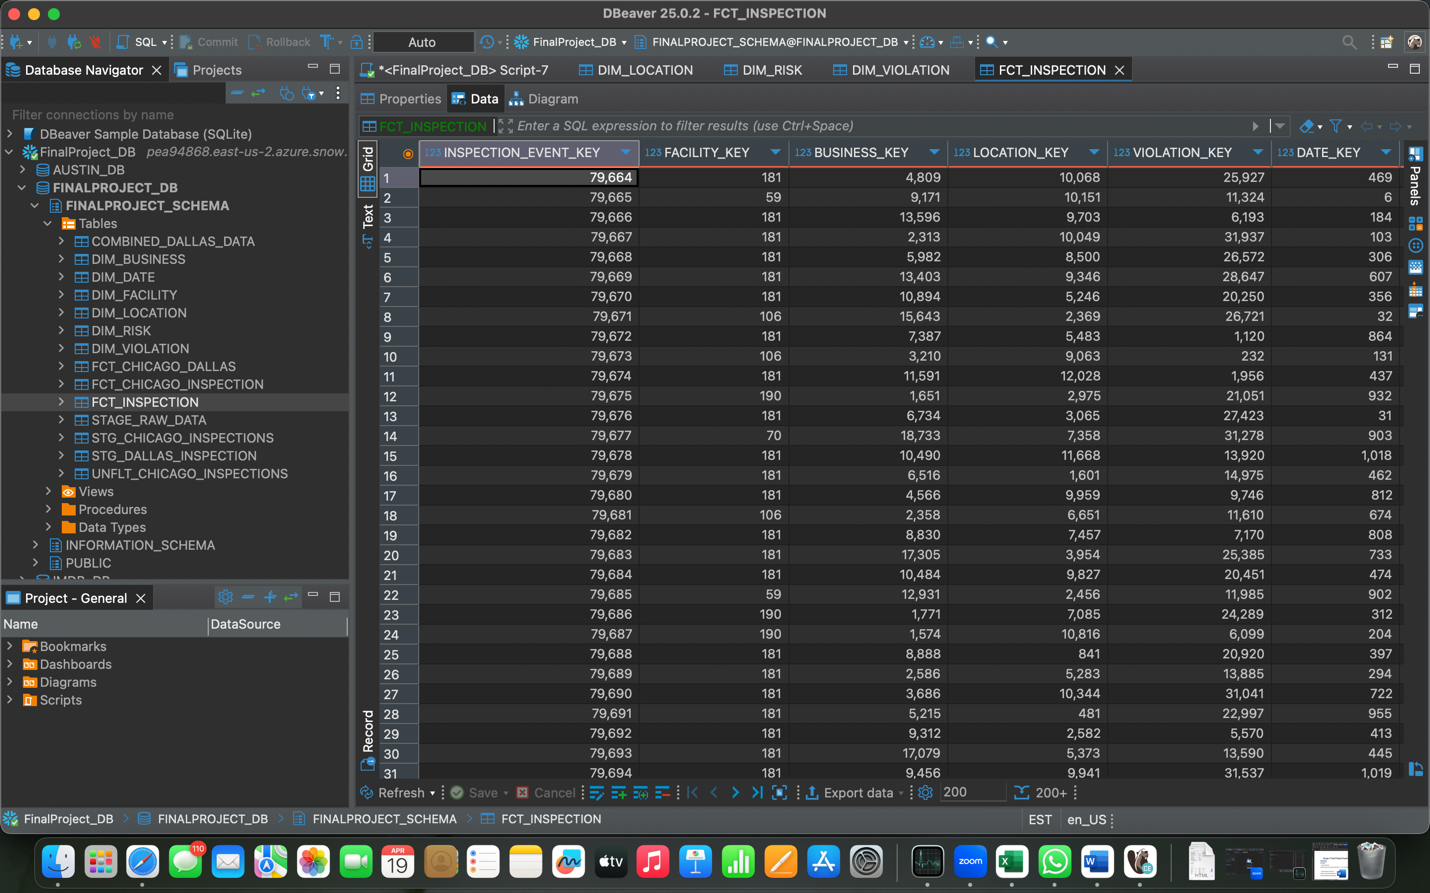 DBeaver 25.0.2 - FCT_INSPECTION
SQL
Commit
Rollback
Auto
FinalProject_DB
FINALPROJECT_SCHEMA@FINALPROJECT_DB
Database Navigator
Projects
Filter connections by name
DBeaver Sample Database (SQLite)
FinalProject_DB pea94868.east-us-2.azure.snow.
AUSTIN_DB
FINALPROJECT_DB
FINALPROJECT_SCHEMA
Tables
COMBINED_DALLAS_DATA
DIM_BUSINESS
DIM_DATE
DIM_FACILITY
DIM_LOCATION
DIM_RISK
DIM_VIOLATION
FCT_CHICAGO_DALLAS
FCT_CHICAGO_INSPECTION
FCT_INSPECTION
STAGE_RAW_DATA
STG_CHICAGO_INSPECTIONS
STG_DALLAS_INSPECTION
UNFLT_CHICAGO_INSPECTIONS
Views
Procedures
Data Types
INFORMATION_SCHEMA
PUBLIC
Project - General
Name DataSource
Bookmarks
Dashboards
Diagrams
Scripts
*<FinalProject_DB> Script-7
DIM_LOCATION
DIM_RISK
DIM_VIOLATION
FCT_INSPECTION
Properties
Data
Diagram
FCT_INSPECTION Enter a SQL expression to filter results (use Ctrl+Space)
Grid
Text
Record
Panels
123 INSPECTION_EVENT_KEY 123 FACILITY_KEY 123 BUSINESS_KEY 123 LOCATION_KEY 123 VIOLATION_KEY 123 DATE_KEY
1 79,664 181 4,809 10,068 25,927 469
2 79,665 59 9,171 10,151 11,324 6
3 79,666 181 13,596 9,703 6,193 184
4 79,667 181 2,313 10,049 31,937 103
5 79,668 181 5,982 8,500 26,572 306
6 79,669 181 13,403 9,346 28,647 607
7 79,670 181 10,894 5,246 20,250 356
8 79,671 106 15,643 2,369 26,721 32
9 79,672 181 7,387 5,483 1,120 864
10 79,673 106 3,210 9,063 232 131
11 79,674 181 11,591 12,028 1,956 437
12 79,675 190 1,651 2,975 21,051 932
13 79,676 181 6,734 3,065 27,423 31
14 79,677 70 18,733 7,358 31,278 903
15 79,678 181 10,490 11,668 13,920 1,018
16 79,679 181 6,516 1,601 14,975 462
17 79,680 181 4,566 9,959 9,746 812
18 79,681 106 2,358 6,651 11,610 674
19 79,682 181 8,830 7,457 7,170 808
20 79,683 181 17,305 3,954 25,385 733
21 79,684 181 10,484 9,827 20,451 474
22 79,685 59 12,931 2,456 11,985 902
23 79,686 190 1,771 7,085 24,289 312
24 79,687 190 1,574 10,816 6,099 204
25 79,688 181 8,888 841 20,920 397
26 79,689 181 2,586 5,283 13,885 294
27 79,690 181 3,686 10,344 31,041 722
28 79,691 181 5,215 481 22,997 955
29 79,692 181 9,312 2,582 5,570 413
30 79,693 181 17,079 5,373 13,590 445
31 79,694 181 9,456 9,941 31,537 1,019
Refresh
Save
Cancel
Export data
200
200+
FinalProject_DB
FINALPROJECT_DB
FINALPROJECT_SCHEMA
FCT_INSPECTION
EST
en_US
110
APR
19
tv
zoom